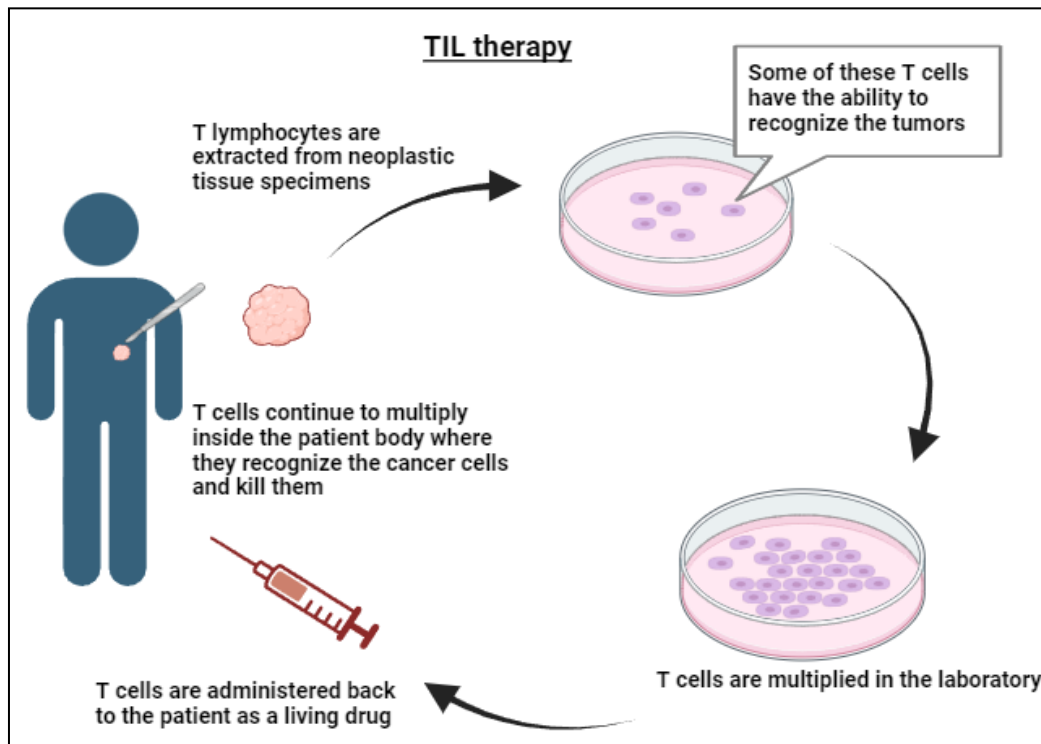 TIL therapy
Some of these T cells
have the ability to
recognize the tumors
T lymphocytes are
extracted from neoplastic
tissue specimens
T cells continue to multiply
inside the patient body where
they recognize the cancer cells
and kill them
T cells are multiplied in the laboratory
T cells are administered back
to the patient as a living drug